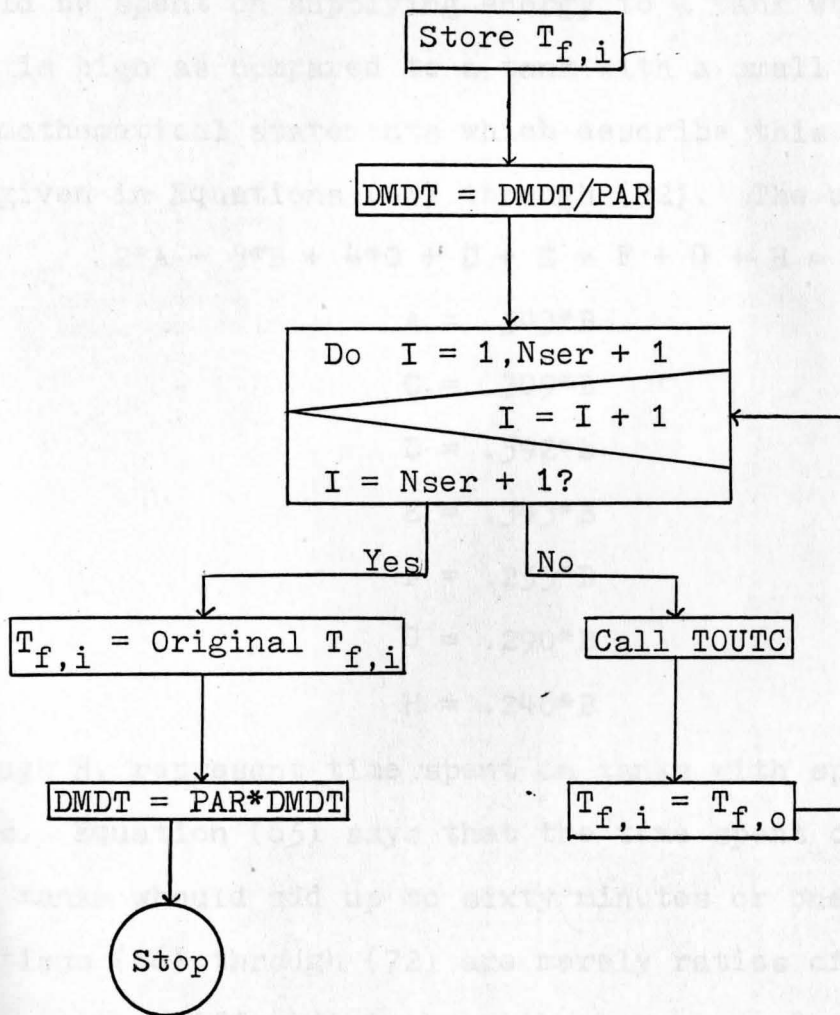 Store T_f,i
DMDT = DMDT/PAR
Do I = 1,Nser + 1
I = I + 1
I = Nser + 1?
Yes
No
T_f,i = Original T_f,i
Call TOUTC
DMDT = PAR*DMDT
T_f,i = T_f,o
Stop